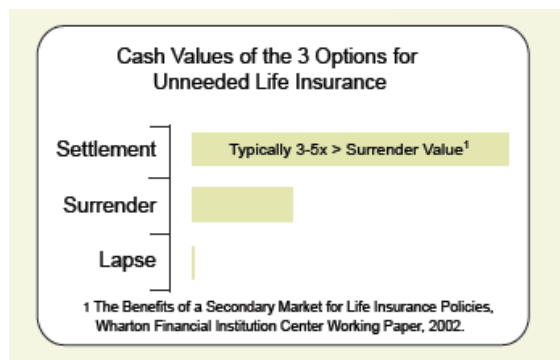 Cash Values of the 3 Options for
Unneeded Life Insurance
Settlement
Typically 3-5x > Surrender Value¹
Surrender
Lapse
1 The Benefits of a Secondary Market for Life Insurance Policies,
Wharton Financial Institution Center Working Paper, 2002.